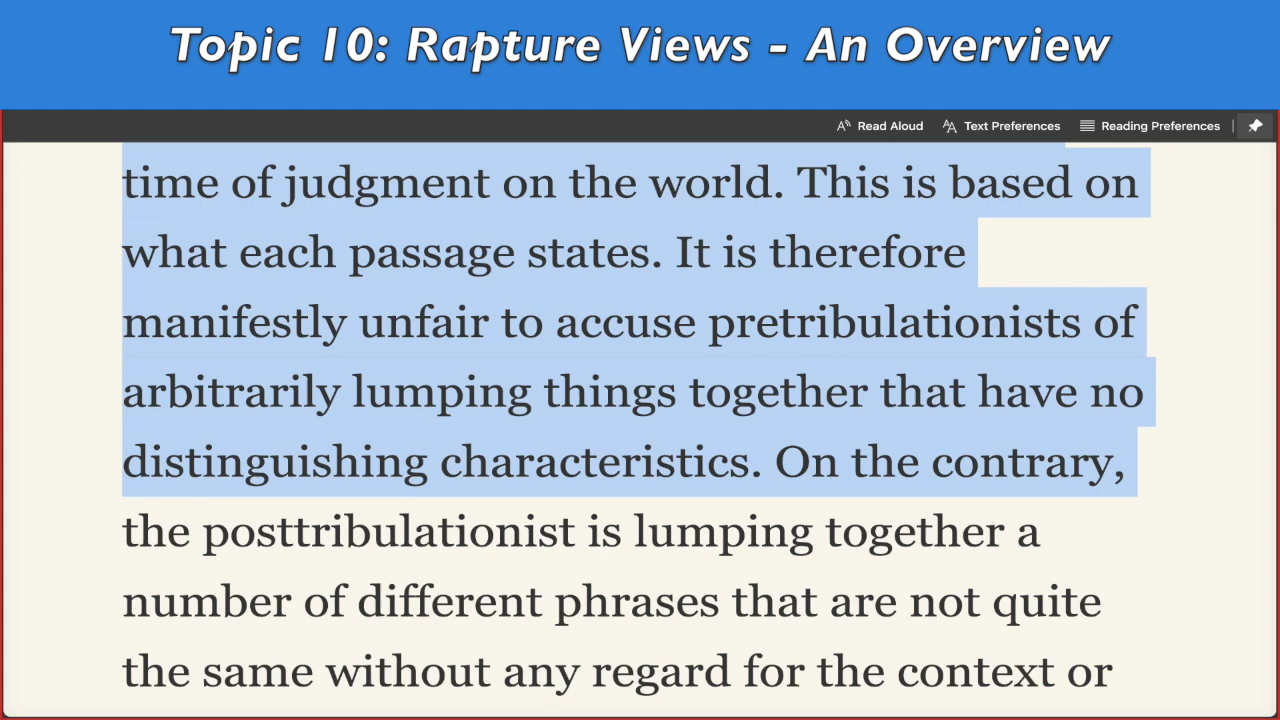 Topic 10: Rapture Views - An Overview
Read Aloud Text Preferences Reading Preferences
time of judgment on the world. This is based on
what each passage states. It is therefore
manifestly unfair to accuse pretribulationists of
arbitrarily lumping things together that have no
distinguishing characteristics. On the contrary,
the posttribulationist is lumping together a
number of different phrases that are not quite
the same without any regard for the context or